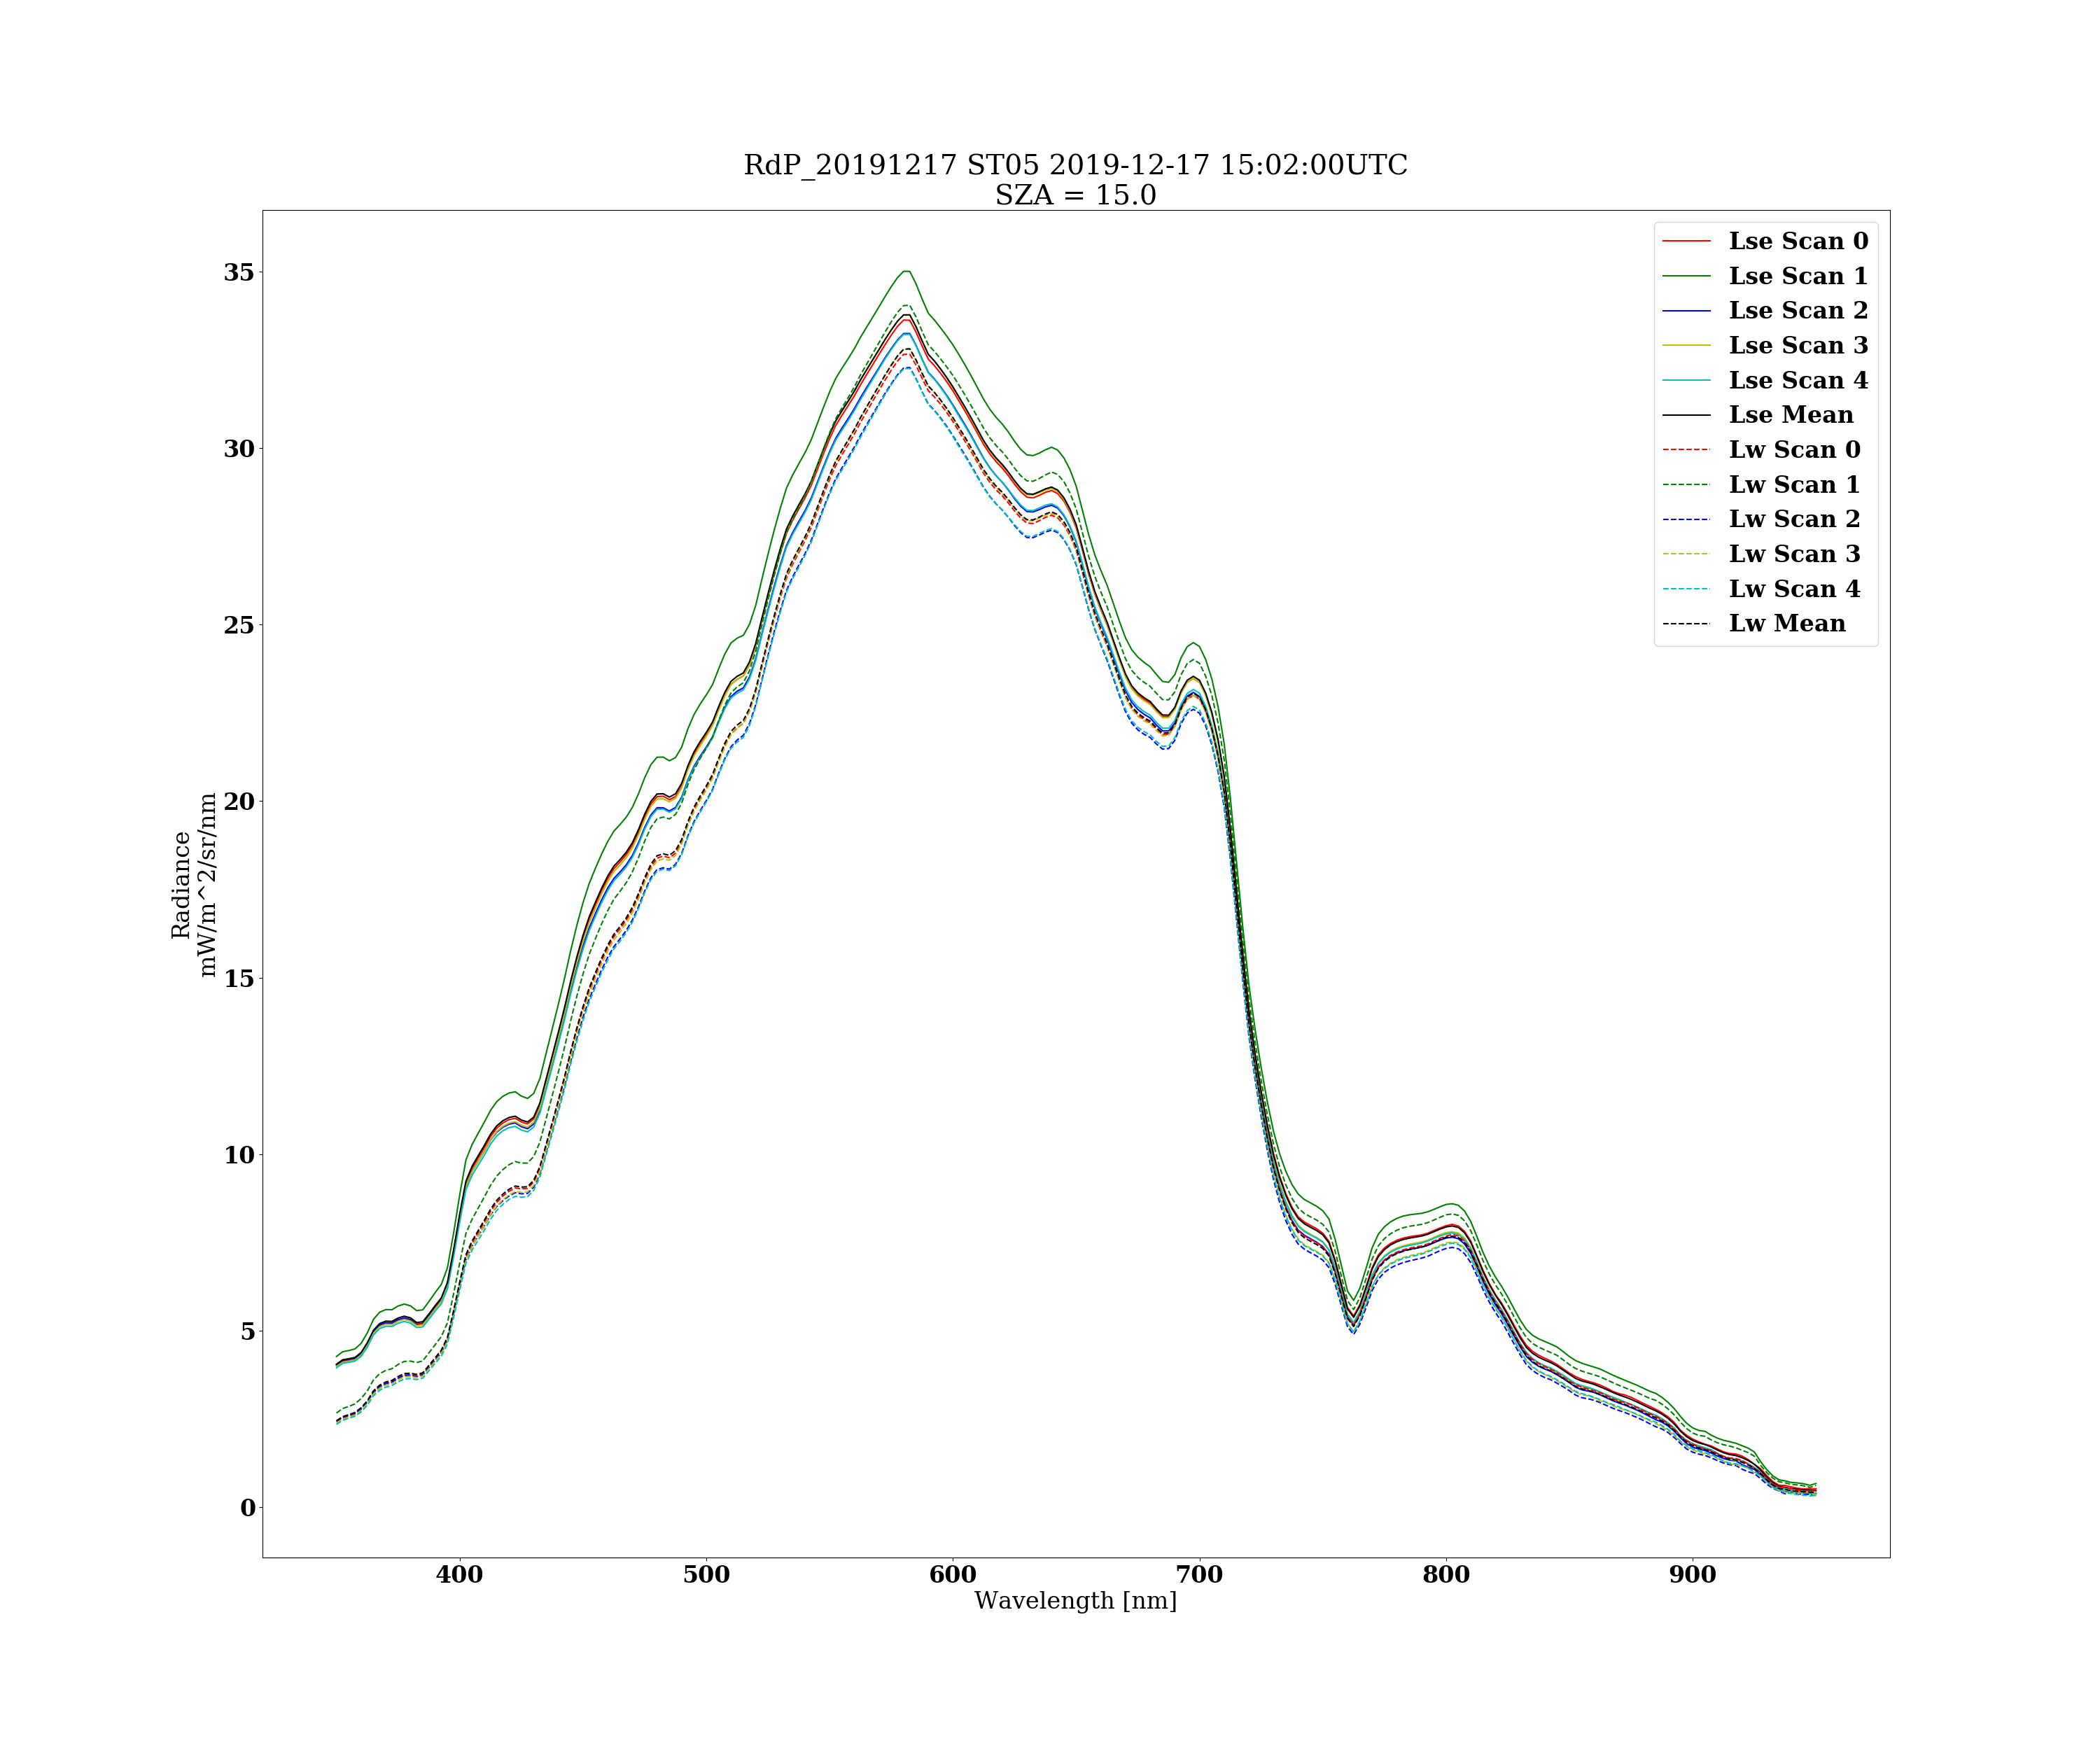 RdP_20191217 ST05 2019-12-17 15:02:00UTC
SZA = 15.0
Radiance
mW/m^2/sr/nm
35
30
25
20
15
10
5
0
400
500
600
700
800
900
Wavelength [nm]
Lse Scan 0
Lse Scan 1
Lse Scan 2
Lse Scan 3
Lse Scan 4
Lse Mean
Lw Scan 0
Lw Scan 1
Lw Scan 2
Lw Scan 3
Lw Scan 4
Lw Mean